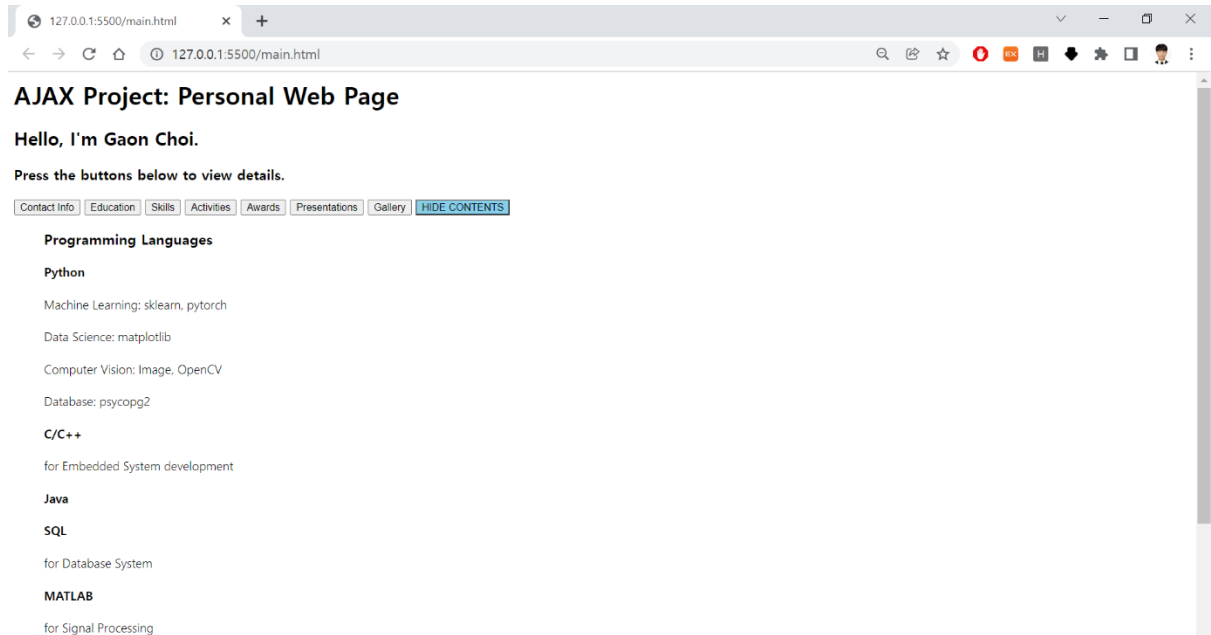 127.0.0.1:5500/main.html
127.0.0.1:5500/main.html
EX
H
AJAX Project: Personal Web Page
Hello, I'm Gaon Choi.
Press the buttons below to view details.
Contact Info Education Skills Activities Awards Presentations Gallery HIDE CONTENTS
Programming Languages
Python
Machine Learning: sklearn, pytorch
Data Science: matplotlib
Computer Vision: Image, OpenCV
Database: psycopg2
C/C++
for Embedded System development
Java
SQL
for Database System
MATLAB
for Signal Processing